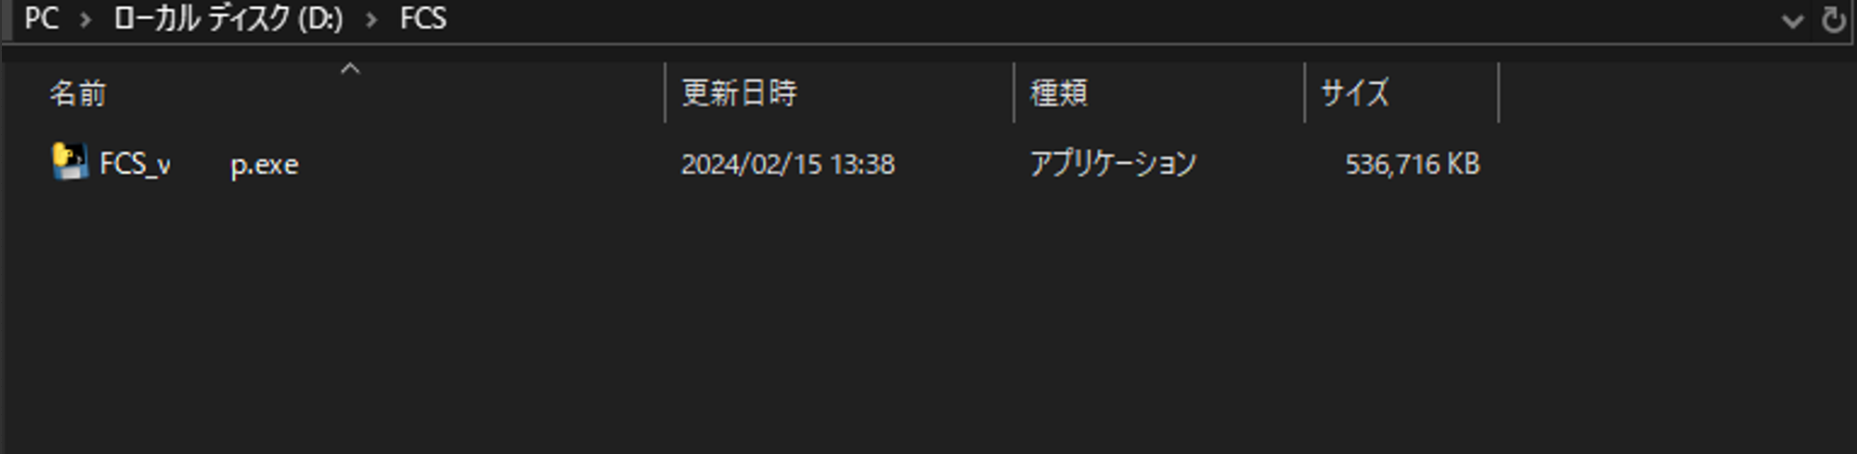 PC > ローカル ディスク (D:) > FCS
名前 更新日時 種類 サイズ
FCS_v p.exe 2024/02/15 13:38 アプリケーション 536,716 KB